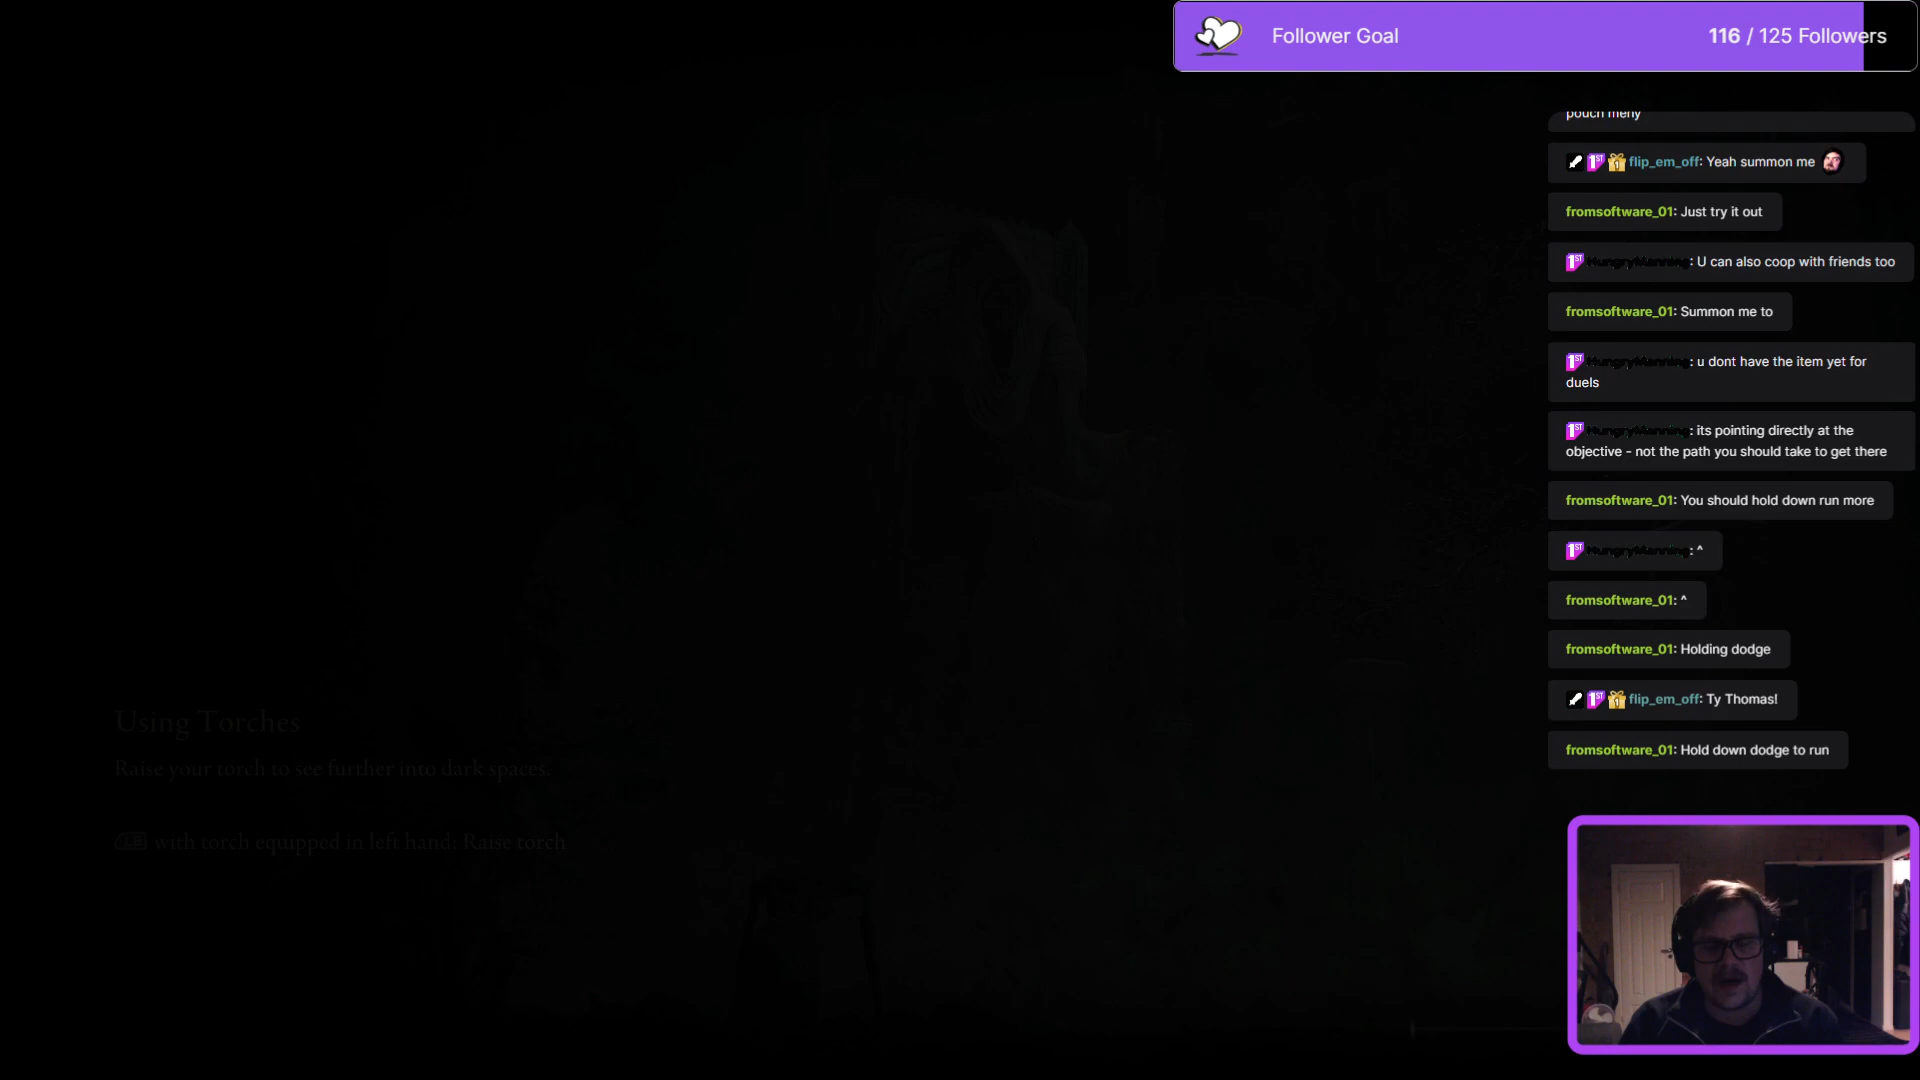 Follower Goal
116 / 125 Followers
pouch meny
flip_em_off: Yeah summon me
fromsoftware_01: Just try it out
HungryManning: U can also coop with friends too
fromsoftware_01: Summon me to
HungryManning: u dont have the item yet for
duels
HungryManning: its pointing directly at the
objective - not the path you should take to get there
fromsoftware_01: You should hold down run more
HungryManning: ^
fromsoftware_01: ^
fromsoftware_01: Holding dodge
flip_em_off: Ty Thomas!
fromsoftware_01: Hold down dodge to run
Using Torches
Raise your torch to see further into dark spaces.
with torch equipped in left hand: Raise torch